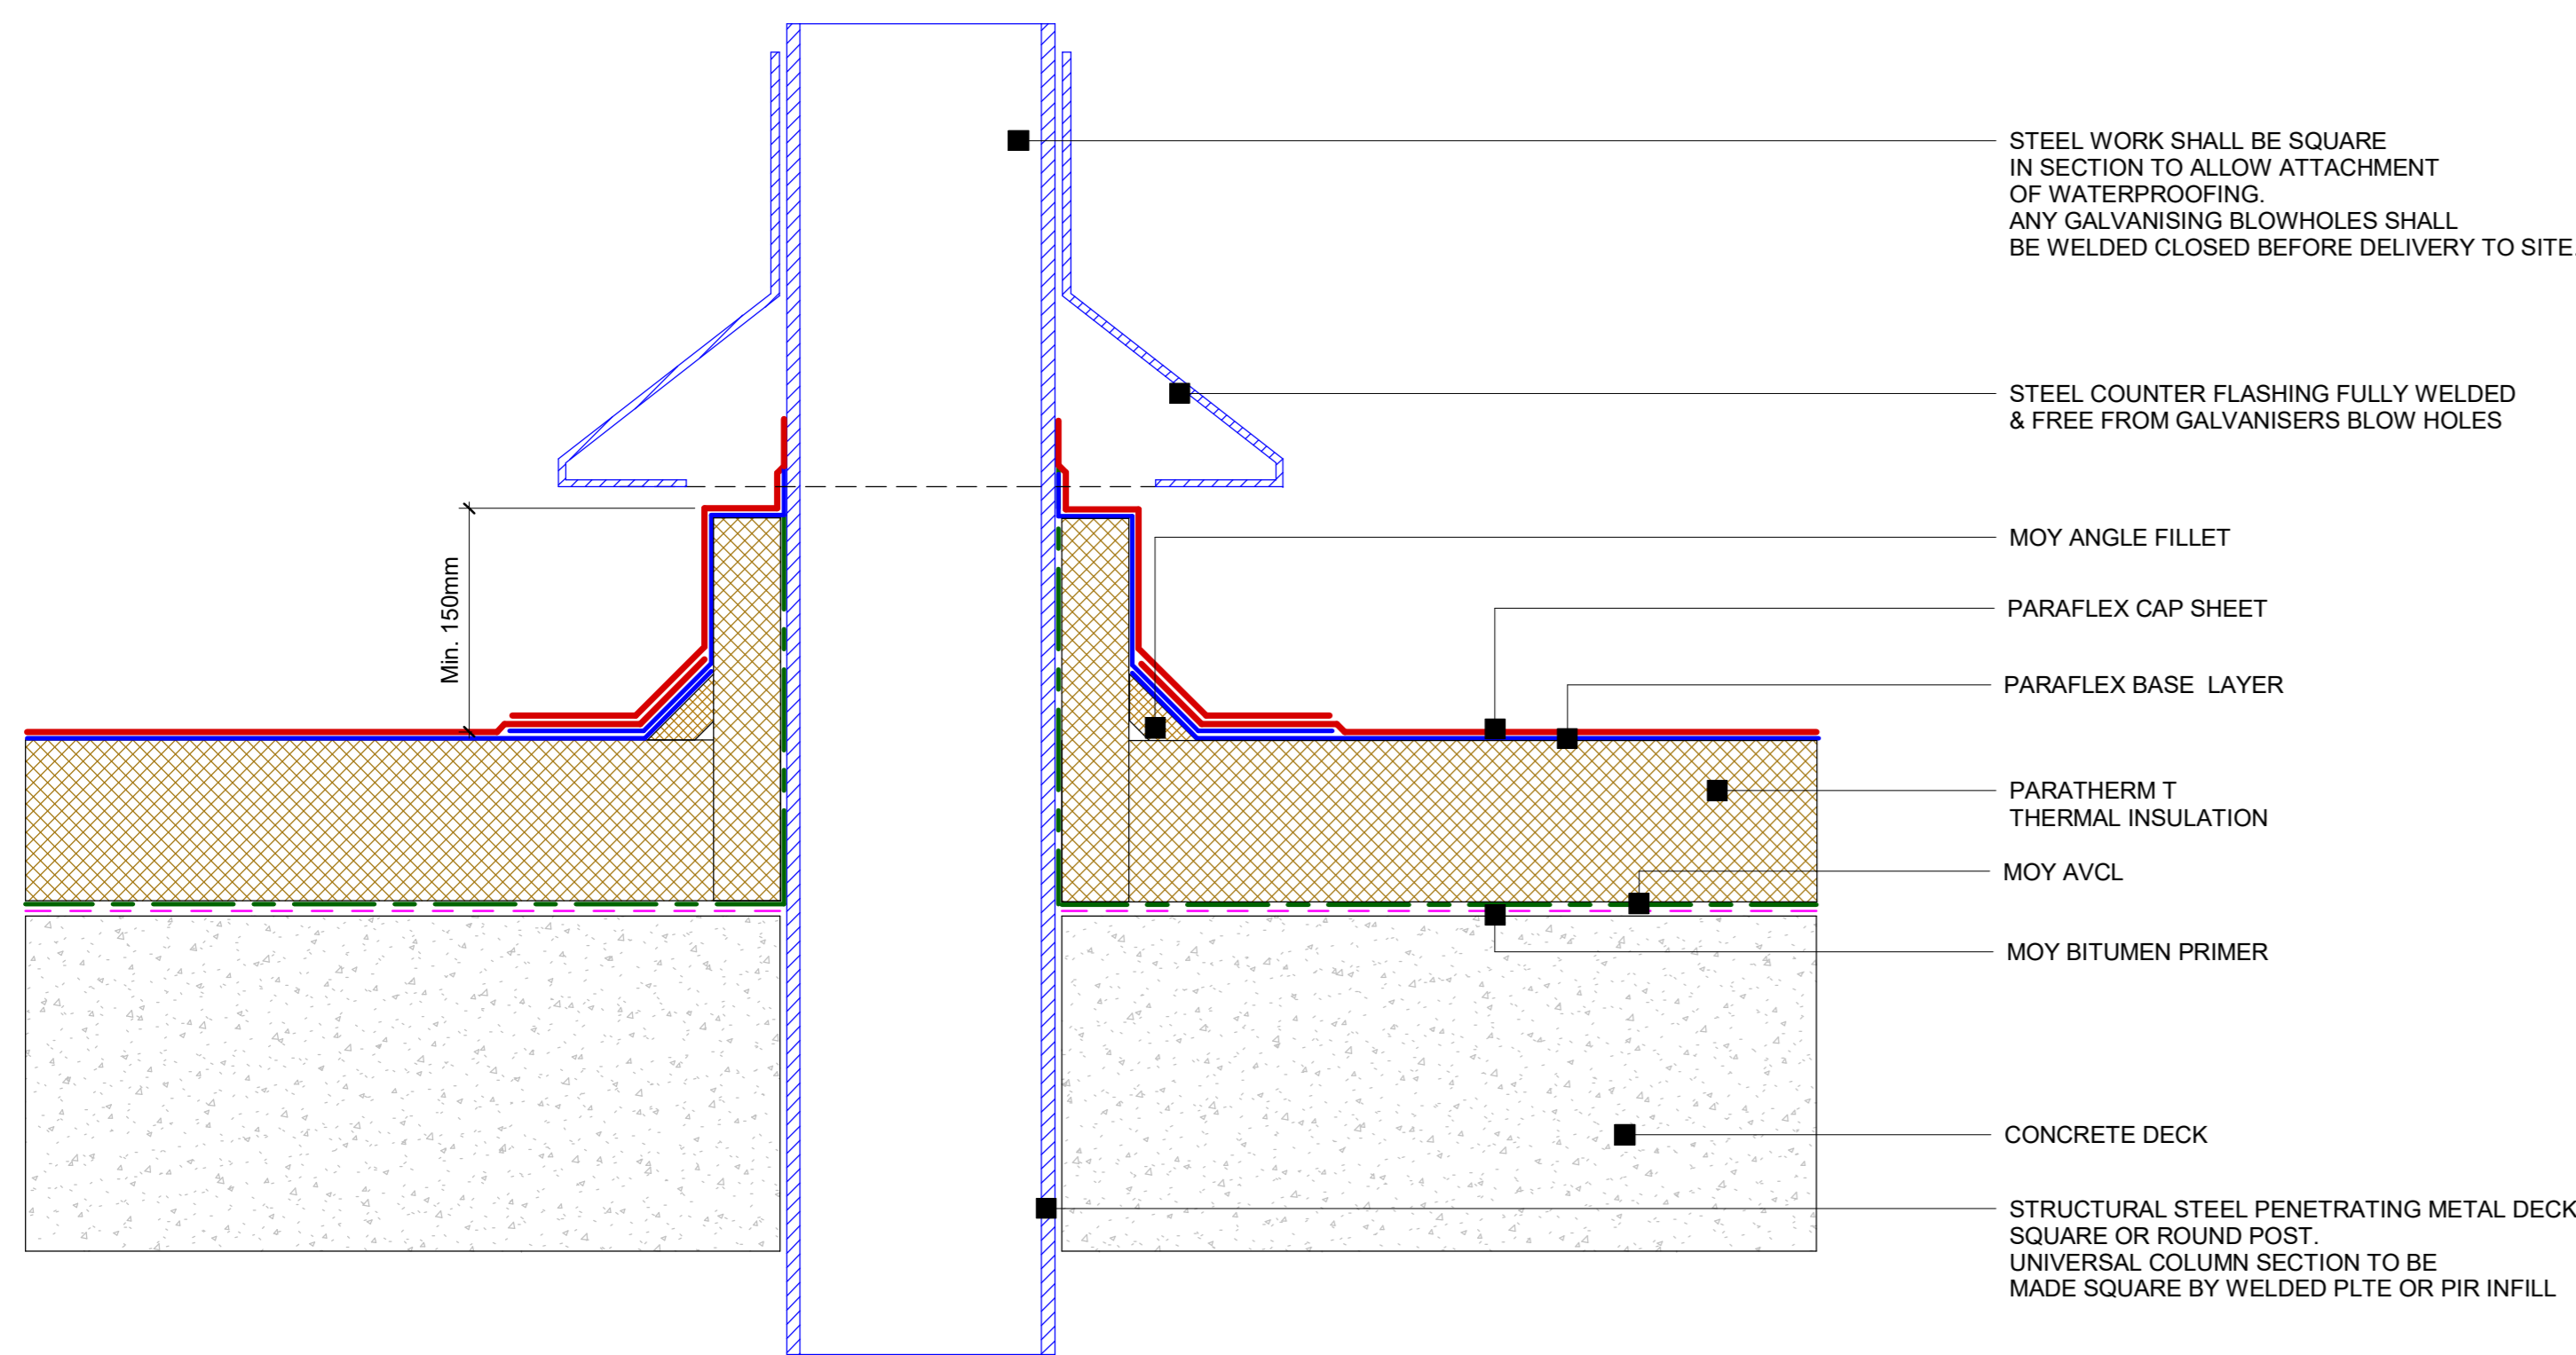 STEEL WORK SHALL BE SQUARE
IN SECTION TO ALLOW ATTACHMENT
OF WATERPROOFING.
ANY GALVANISING BLOWHOLES SHALL
BE WELDED CLOSED BEFORE DELIVERY TO SITE.
STEEL COUNTER FLASHING FULLY WELDED
& FREE FROM GALVANISERS BLOW HOLES
MOY ANGLE FILLET
Min. 150mm
PARAFLEX CAP SHEET
PARAFLEX BASE LAYER
PARATHERM T
THERMAL INSULATION
MOY AVCL
MOY BITUMEN PRIMER
CONCRETE DECK
STRUCTURAL STEEL PENETRATING METAL DECK
SQUARE OR ROUND POST.
UNIVERSAL COLUMN SECTION TO BE
MADE SQUARE BY WELDED PLTE OR PIR INFILL